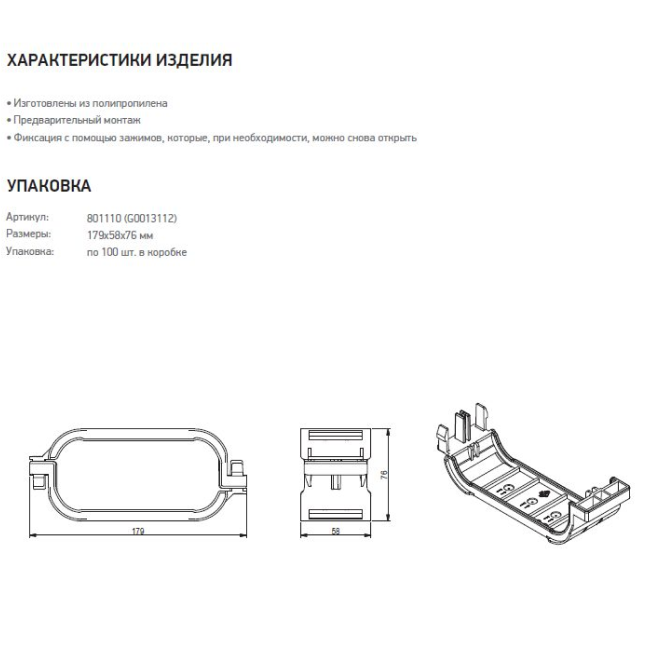 ХАРАКТЕРИСТИКИ ИЗДЕЛИЯ
• Изготовлены из полипропилена
• Предварительный монтаж
• Фиксация с помощью зажимов, которые, при необходимости, можно снова открыть
УПАКОВКА
Артикул: 801110 (G0013112)
Размеры: 179x58x76 мм
Упаковка: по 100 шт. в коробке
76
179
58